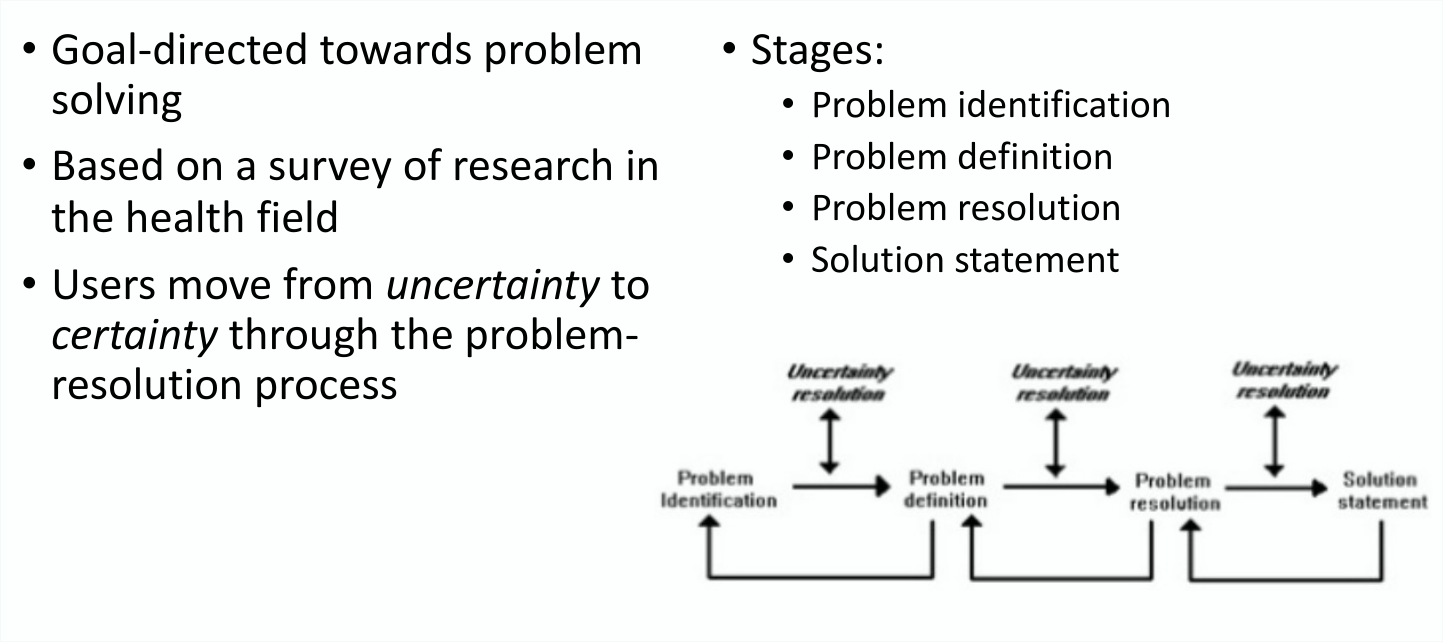 • Goal-directed towards problem
solving
• Based on a survey of research in
the health field
• Users move from uncertainty to
certainty through the problem-
resolution process
• Stages:
• Problem identification
• Problem definition
• Problem resolution
• Solution statement
Uncertainty
resolution
Uncertainty
resolution
Uncertainty
resolution
Problem
Identification
Problem
definition
Problem
resolution
Solution
statement